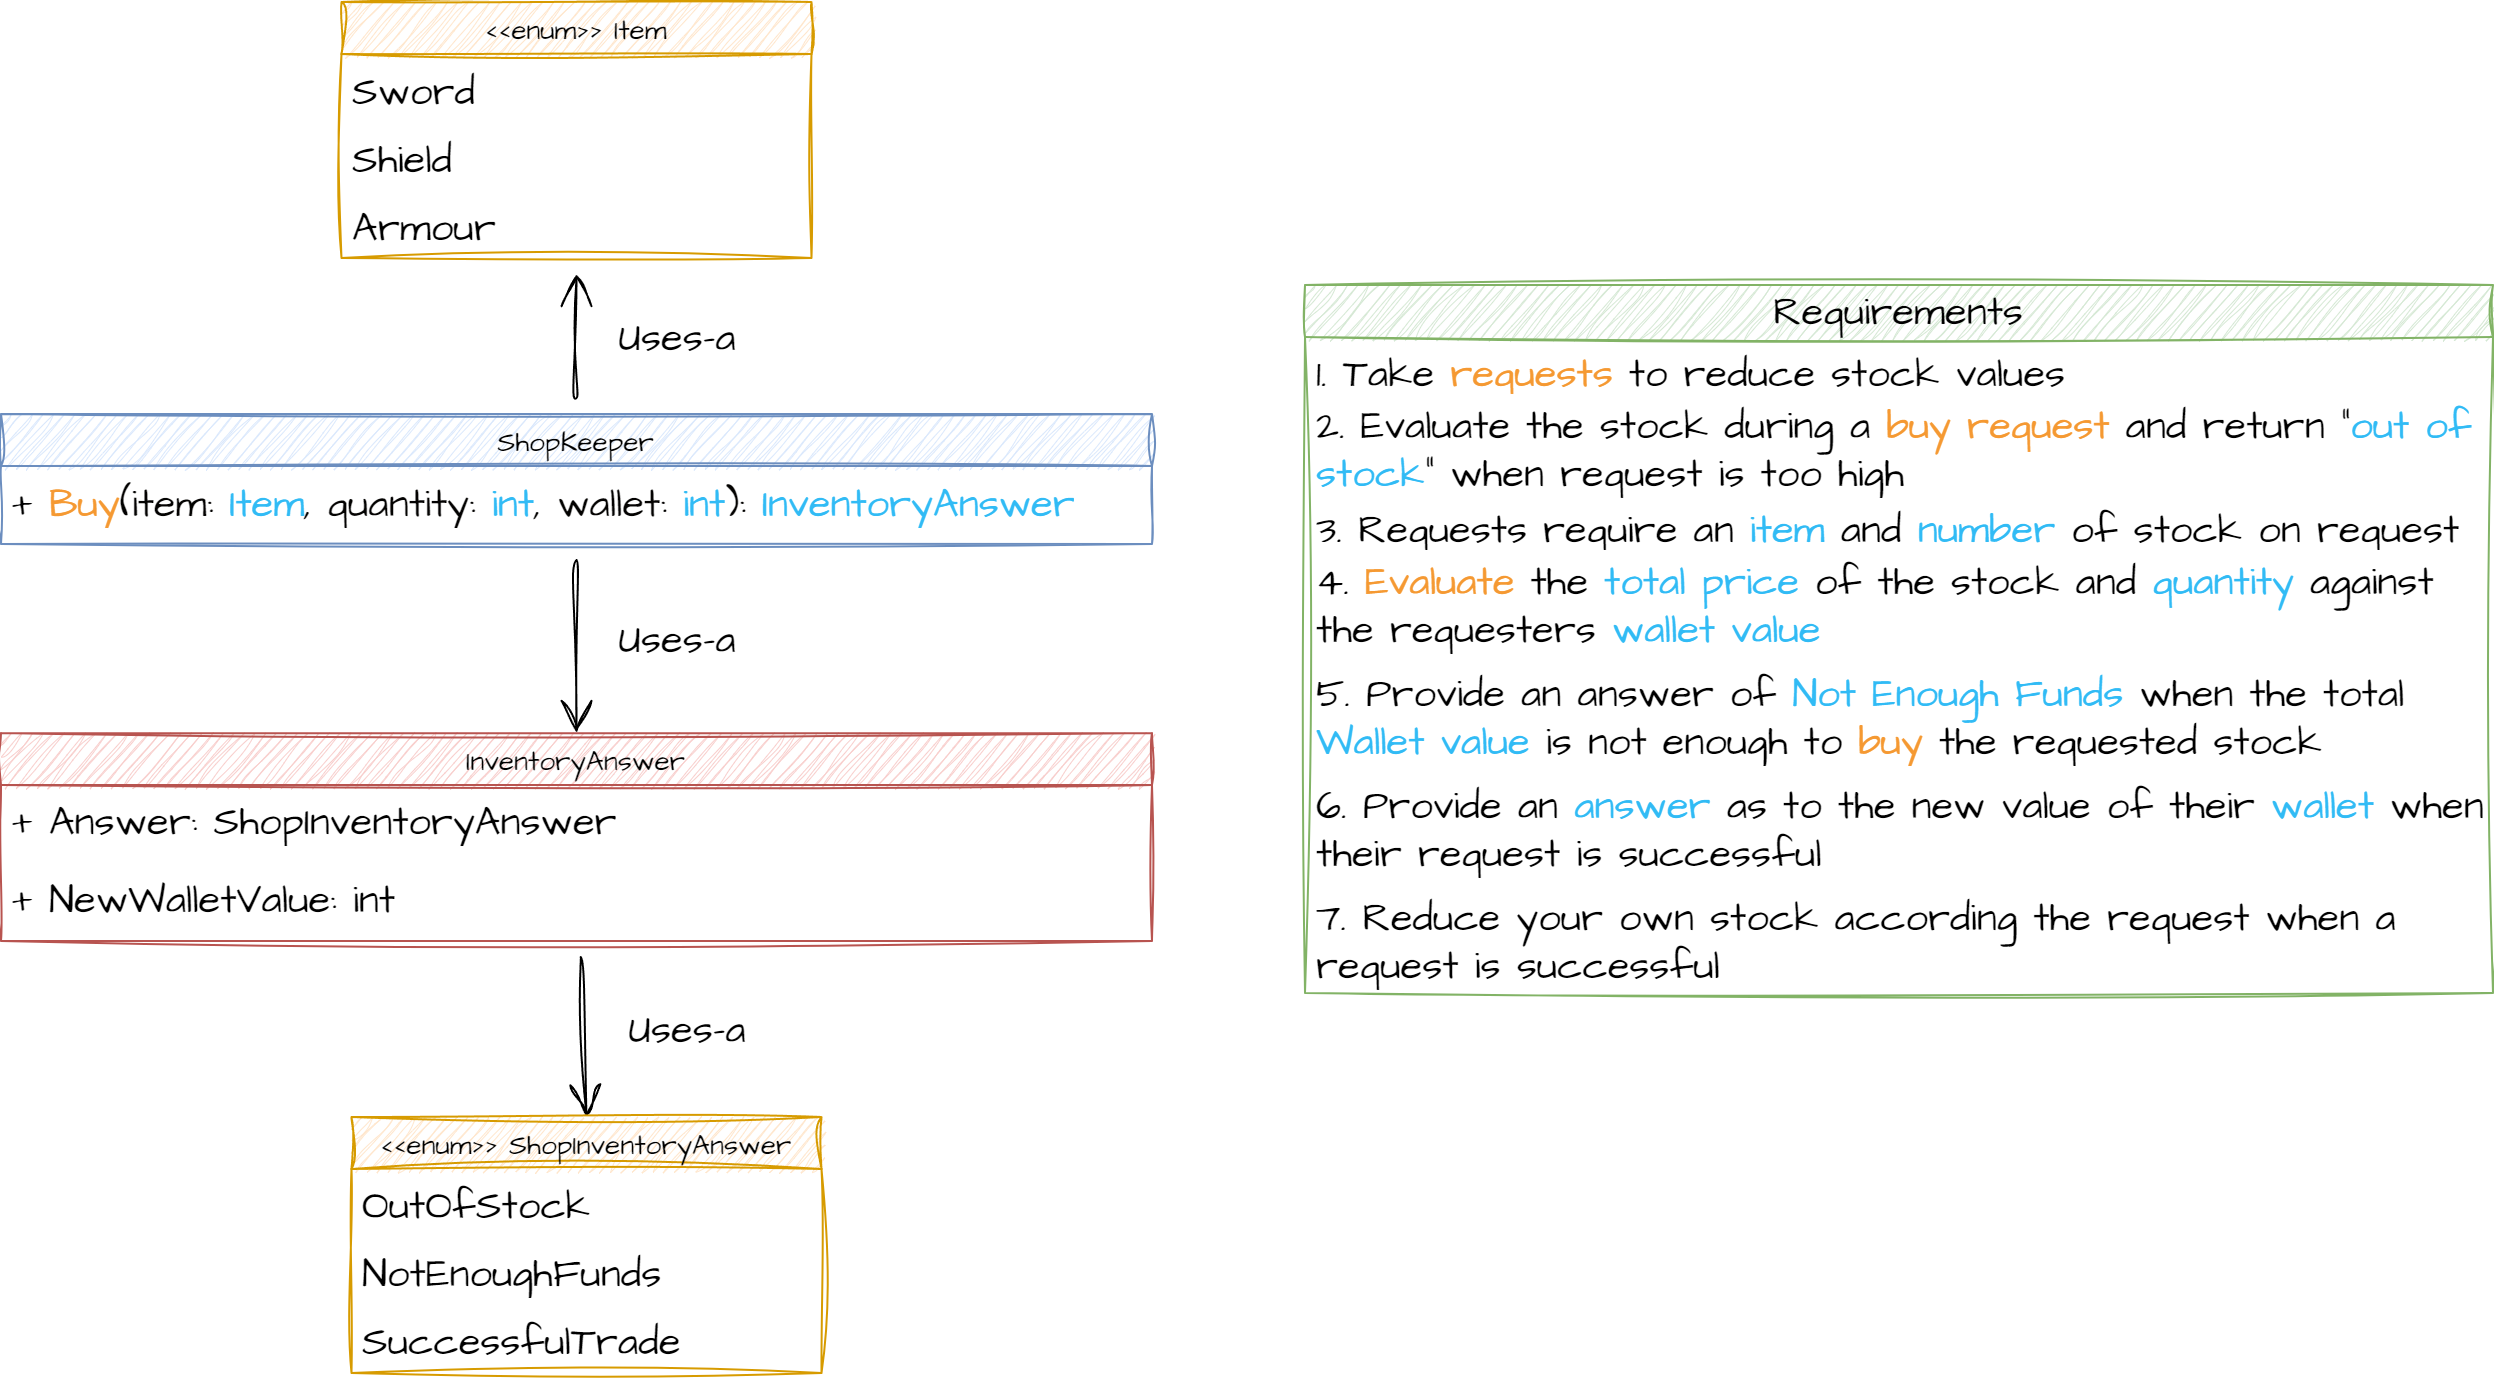 <<enum>> Item
Sword
Shield
Armour
Uses-a
ShopKeeper
+ Buy(item: Item, quantity: int, wallet: int): InventoryAnswer
Uses-a
InventoryAnswer
+ Answer: ShopInventoryAnswer
+ NewWalletValue: int
Uses-a
<<enum>> ShopInventoryAnswer
OutOfStock
NotEnoughFunds
SuccessfulTrade
Requirements
1. Take requests to reduce stock values
2. Evaluate the stock during a buy request and return "out of
stock" when request is too high
3. Requests require an item and number of stock on request
4. Evaluate the total price of the stock and quantity against
the requesters wallet value
5. Provide an answer of Not Enough Funds when the total
Wallet value is not enough to buy the requested stock
6. Provide an answer as to the new value of their wallet when
their request is successful
7. Reduce your own stock according the request when a
request is successful